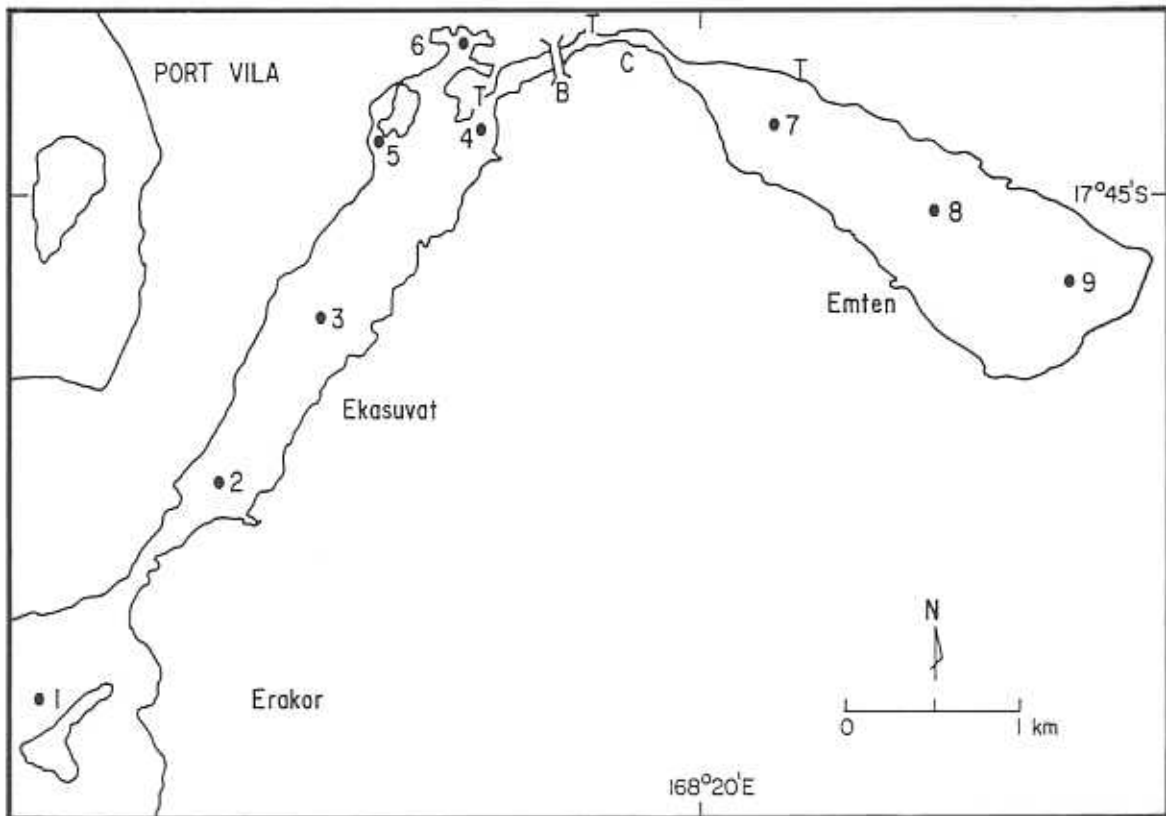 6
T
PORT VILA
C
T
B
T
4
7
5
17°45'S
8
9
Emten
3
Ekasuvat
2
N
1
Erakor
0
1 km
168°20'E